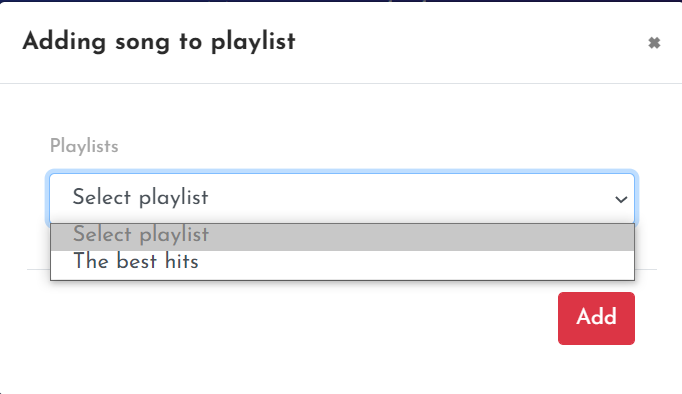 Adding song to playlist
Playlists
Select playlist
Select playlist
The best hits
Add